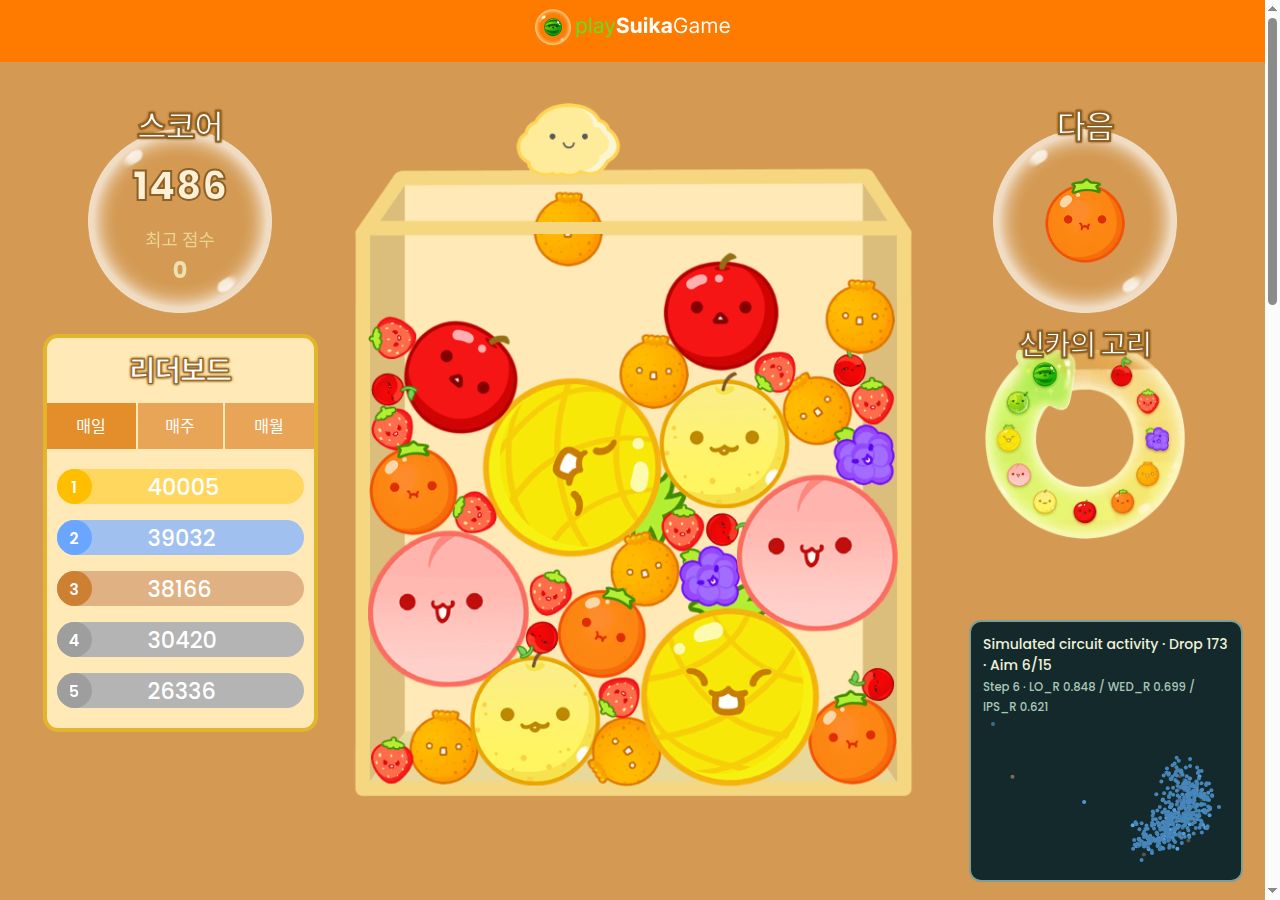 playSuikaGame
스코어
1486
최고 점수
0
다음
신카의 고리
리더보드
매일 매주 매월
1 40005
2 39032
3 38166
4 30420
5 26336
Simulated circuit activity · Drop 173
· Aim 6/15
Step 6 · LO_R 0.848 / WED_R 0.699 /
IPS_R 0.621